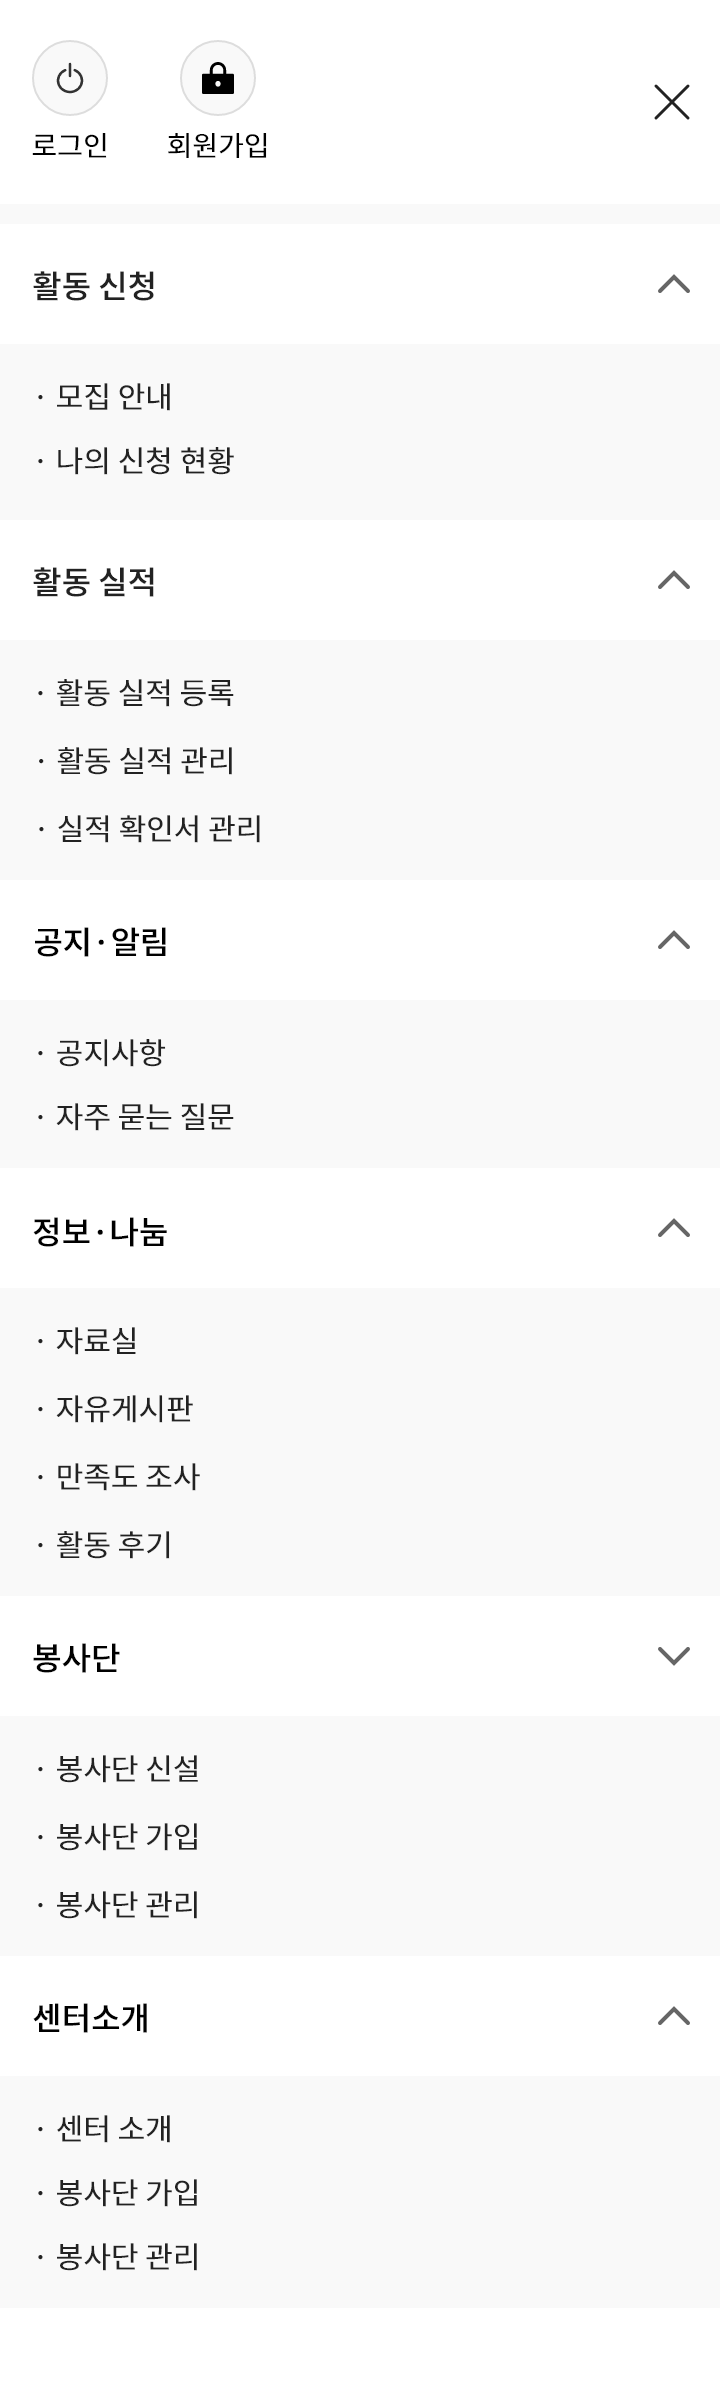 로그인 회원가입
활동 신청
· 모집 안내
· 나의 신청 현황
활동 실적
· 활동 실적 등록
· 활동 실적 관리
· 실적 확인서 관리
공지·알림
· 공지사항
· 자주 묻는 질문
정보·나눔
· 자료실
· 자유게시판
· 만족도 조사
· 활동 후기
봉사단
· 봉사단 신설
· 봉사단 가입
· 봉사단 관리
센터소개
· 센터 소개
· 봉사단 가입
· 봉사단 관리